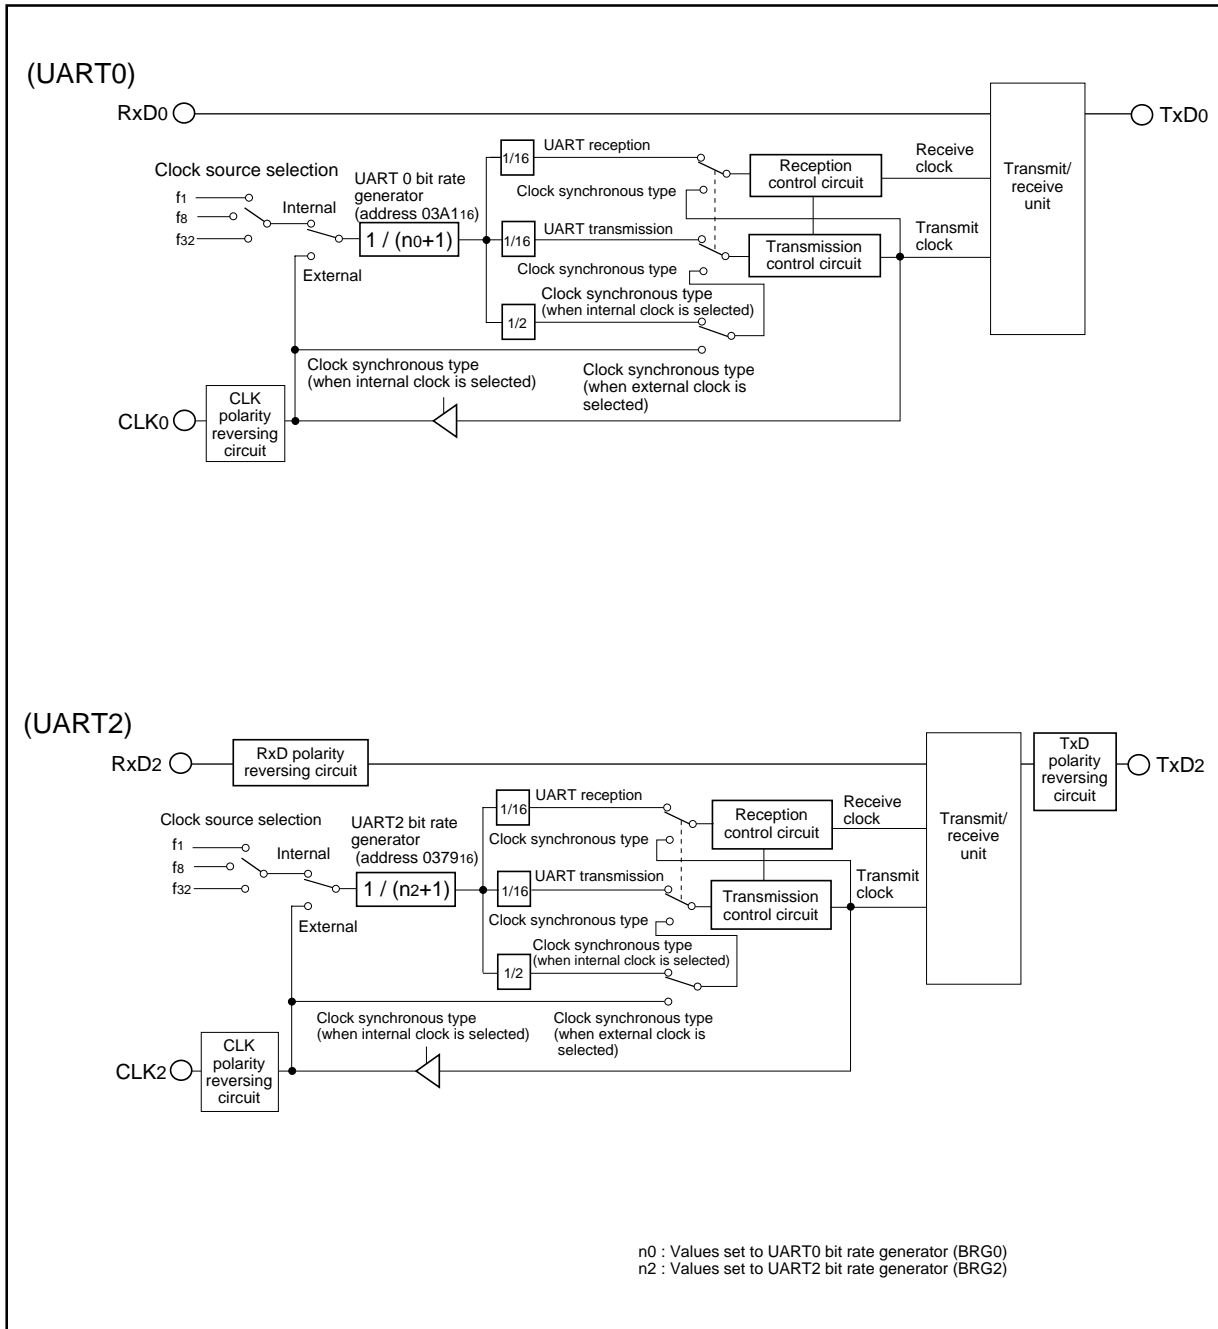 (UART0)
RxD0
TxD0
Clock source selection
f1
f8
f32
Internal
External
UART 0 bit rate
generator
(address 03A116)
1 / (n0+1)
1/16
UART reception
Clock synchronous type
1/16
UART transmission
Clock synchronous type
1/2
Clock synchronous type
(when internal clock is selected)
Reception
control circuit
Transmission
control circuit
Receive
clock
Transmit
clock
Transmit/
receive
unit
Clock synchronous type
(when internal clock is selected)
Clock synchronous type
(when external clock is
selected)
CLK0
CLK
polarity
reversing
circuit
(UART2)
RxD2
RxD polarity
reversing circuit
TxD
polarity
reversing
circuit
TxD2
Clock source selection
f1
f8
f32
Internal
External
UART2 bit rate
generator
(address 037916)
1 / (n2+1)
1/16
UART reception
Clock synchronous type
1/16
UART transmission
Clock synchronous type
1/2
Clock synchronous type
(when internal clock is selected)
Reception
control circuit
Transmission
control circuit
Receive
clock
Transmit
clock
Transmit/
receive
unit
Clock synchronous type
(when internal clock is selected)
Clock synchronous type
(when external clock is
selected)
CLK2
CLK
polarity
reversing
circuit
n0 : Values set to UART0 bit rate generator (BRG0)
n2 : Values set to UART2 bit rate generator (BRG2)